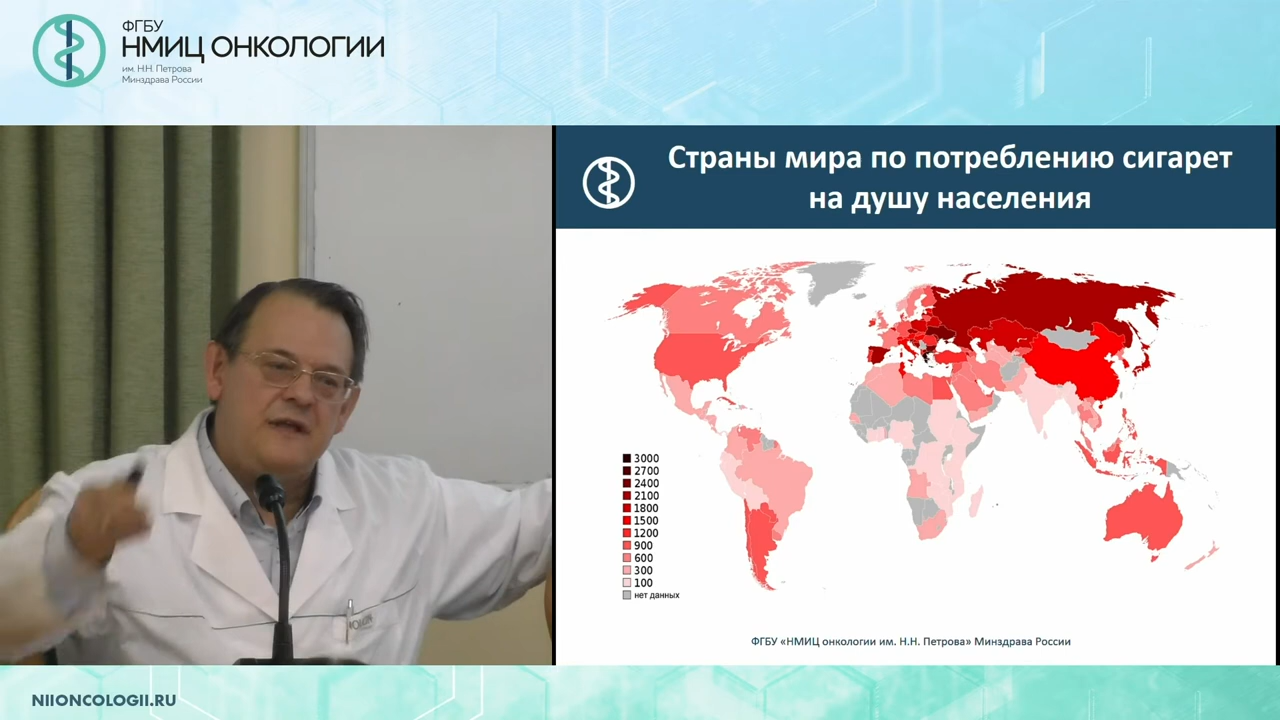 ФГБУ
НМИЦ ОНКОЛОГИИ
им. Н.Н. Петрова
Минздрава России
Страны мира по потреблению сигарет
на душу населения
3000
2700
2400
2100
1800
1500
1200
900
600
300
100
нет данных
ФГБУ «НМИЦ онкологии им. Н.Н. Петрова» Минздрава России
NIIONCOLOGII.RU